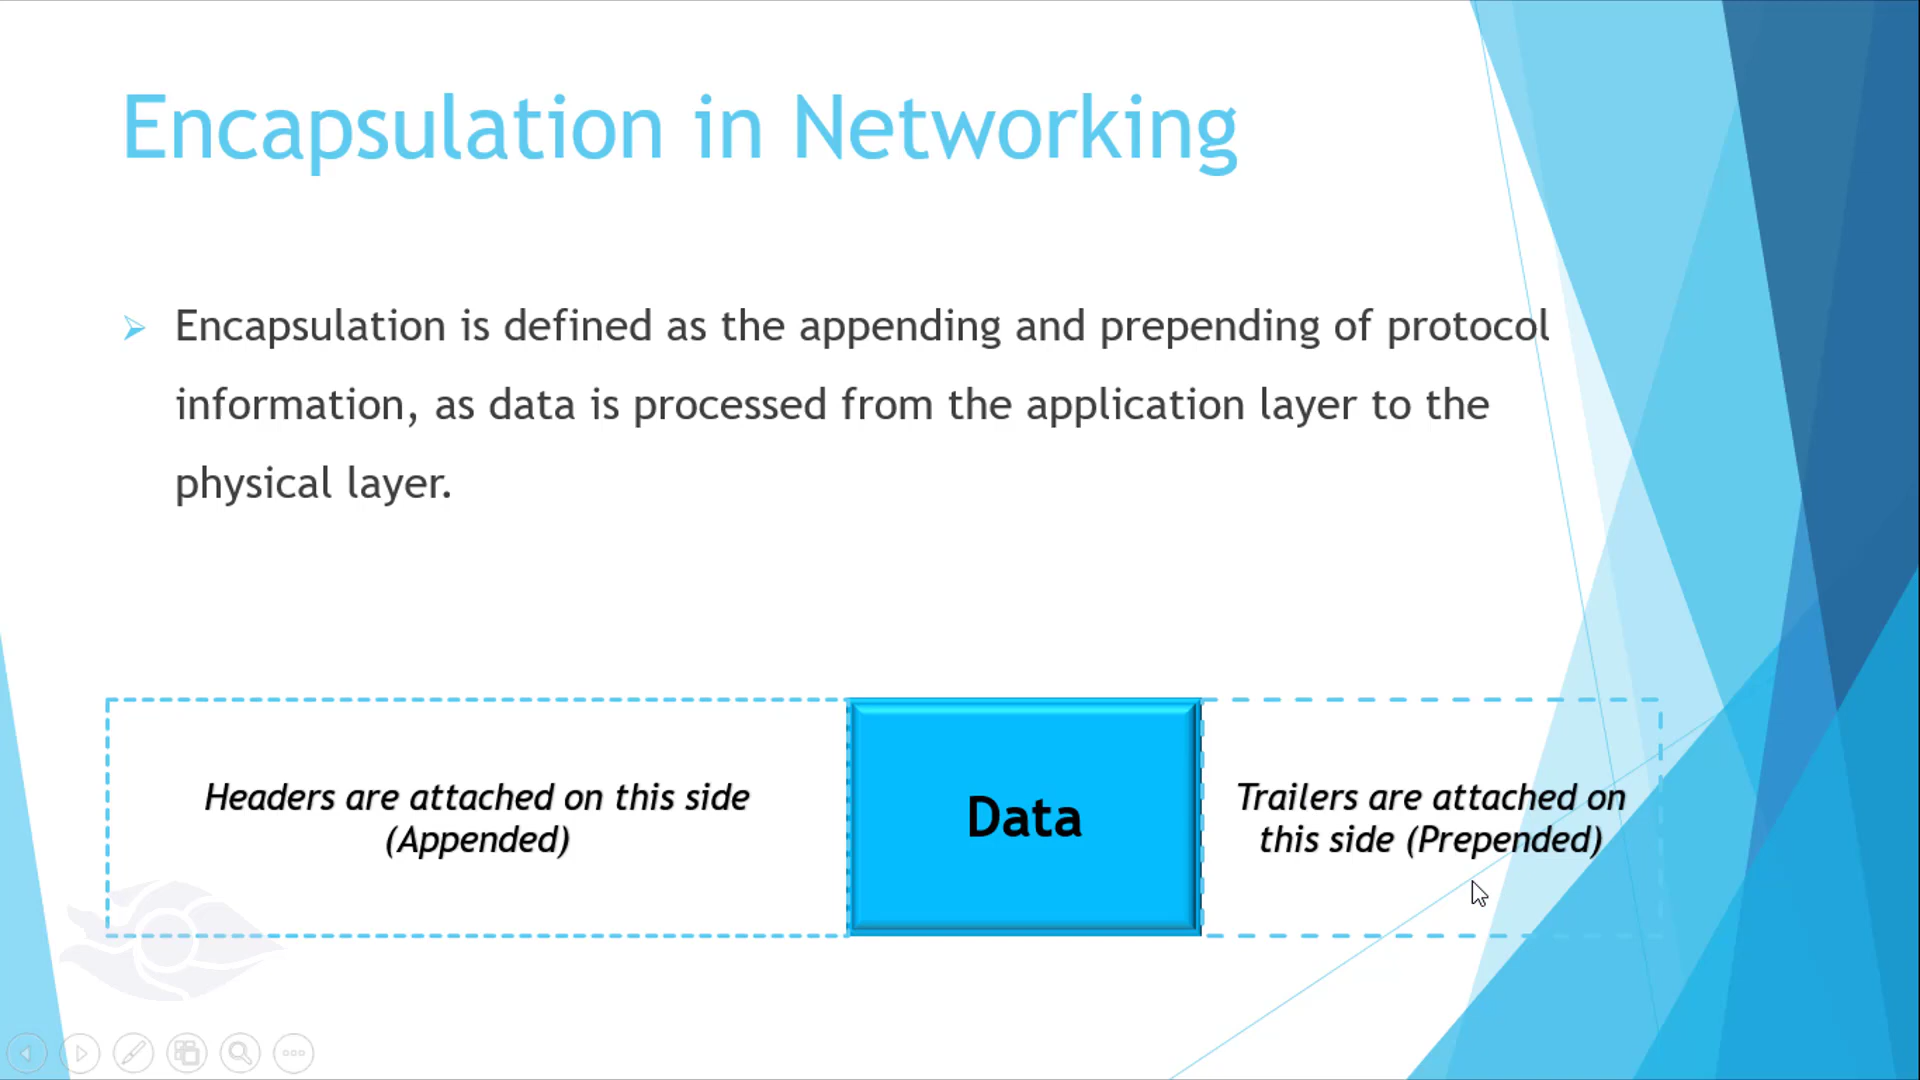 Encapsulation in Networking
Encapsulation is defined as the appending and prepending of protocol
information, as data is processed from the application layer to the
physical layer.
Headers are attached on this side
(Appended)
Data
Trailers are attached on
this side (Prepended)